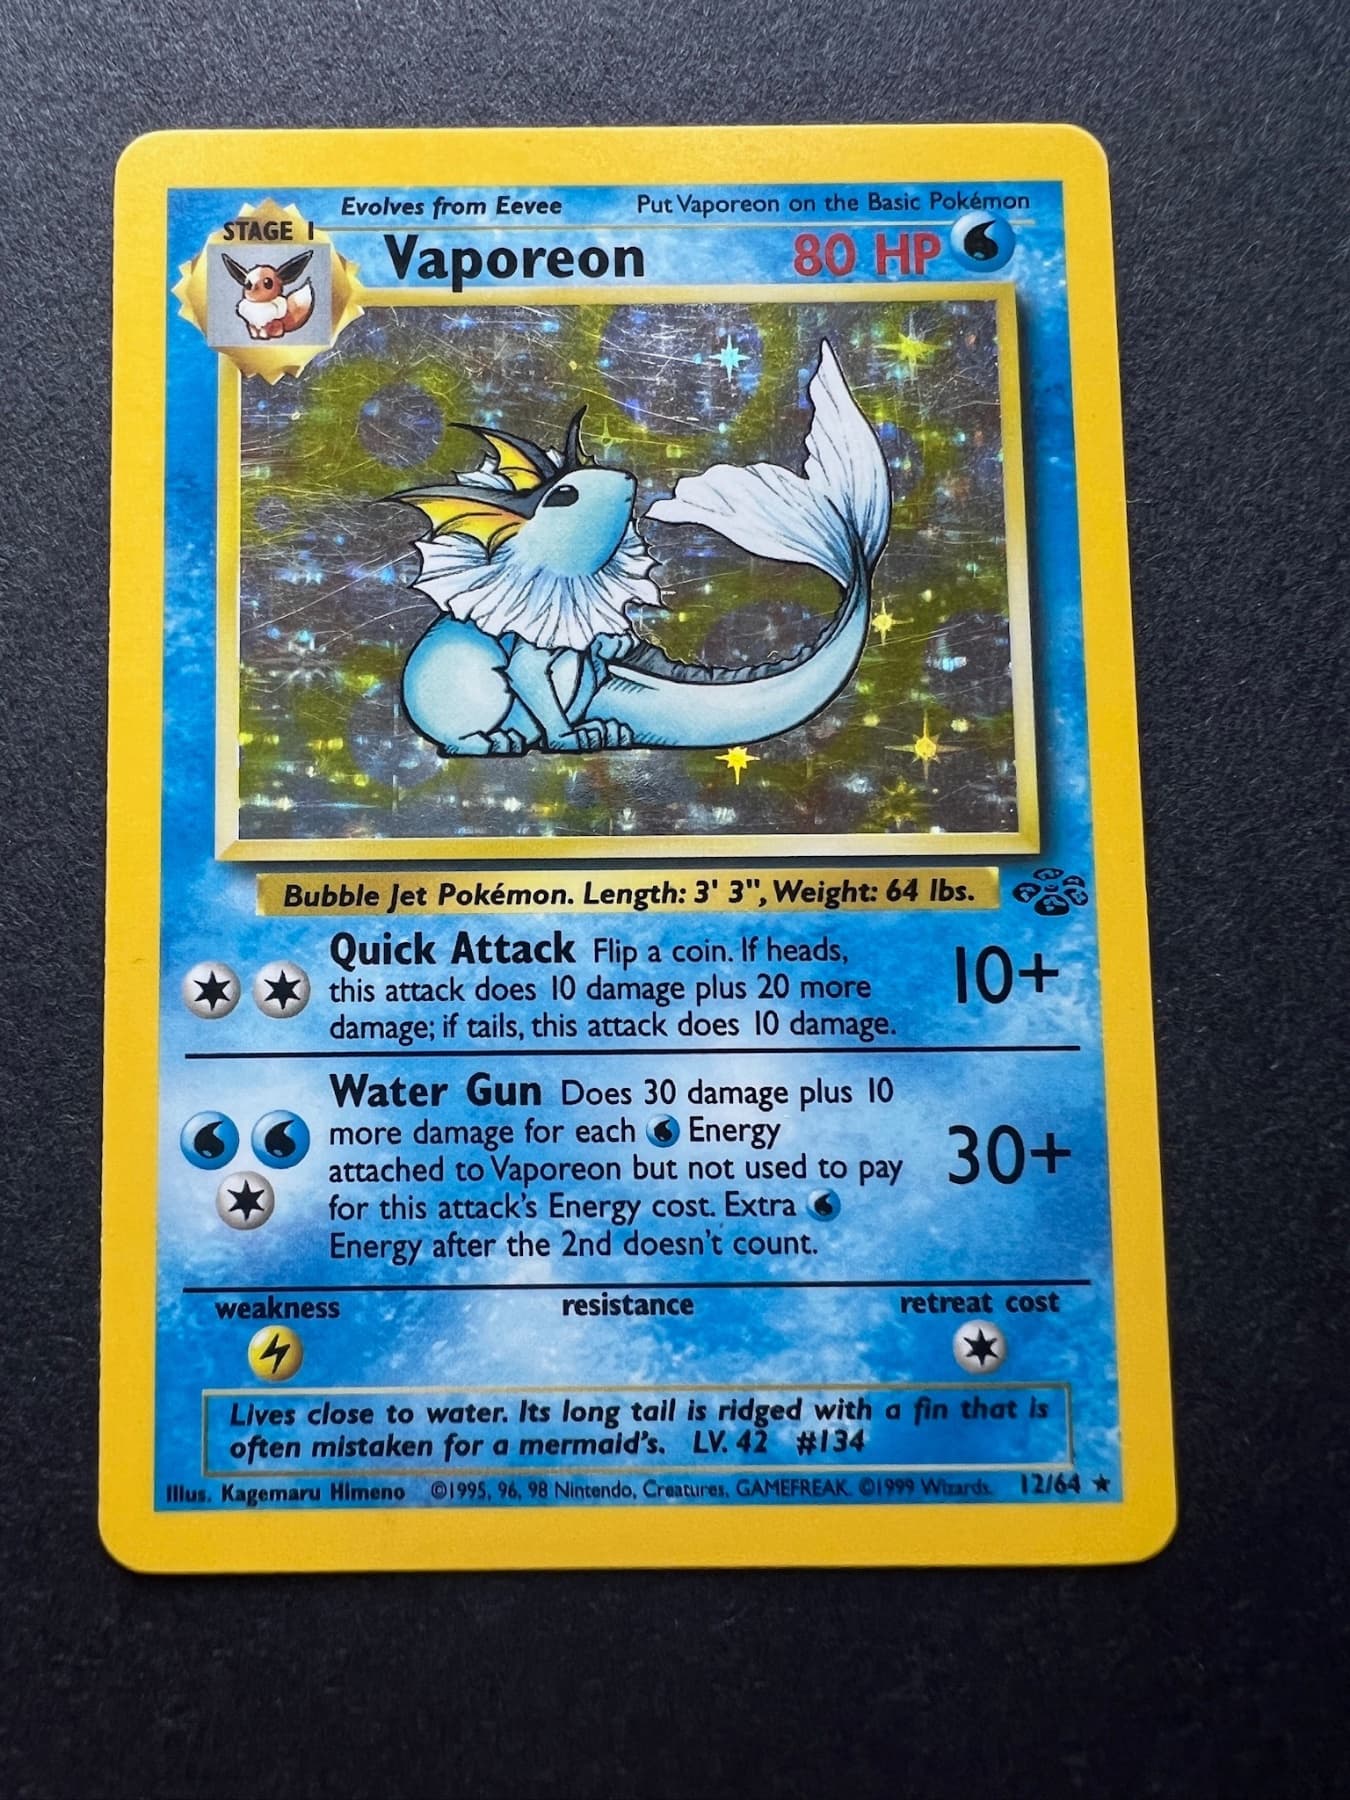 Evolves from Eevee Put Vaporeon on the Basic Pokémon
STAGE 1
Vaporeon 80 HP
Bubble Jet Pokémon. Length: 3' 3", Weight: 64 lbs.
Quick Attack Flip a coin. If heads,
this attack does 10 damage plus 20 more
damage; if tails, this attack does 10 damage.
10+
Water Gun Does 30 damage plus 10
more damage for each Energy
attached to Vaporeon but not used to pay
for this attack's Energy cost. Extra
Energy after the 2nd doesn't count.
30+
weakness resistance retreat cost
Lives close to water. Its long tail is ridged with a fin that is
often mistaken for a mermaid's. LV. 42 #134
Illus. Kagemaru Himeno ©1995, 96, 98 Nintendo, Creatures, GAMEFREAK. ©1999 Wizards. 12/64 ★